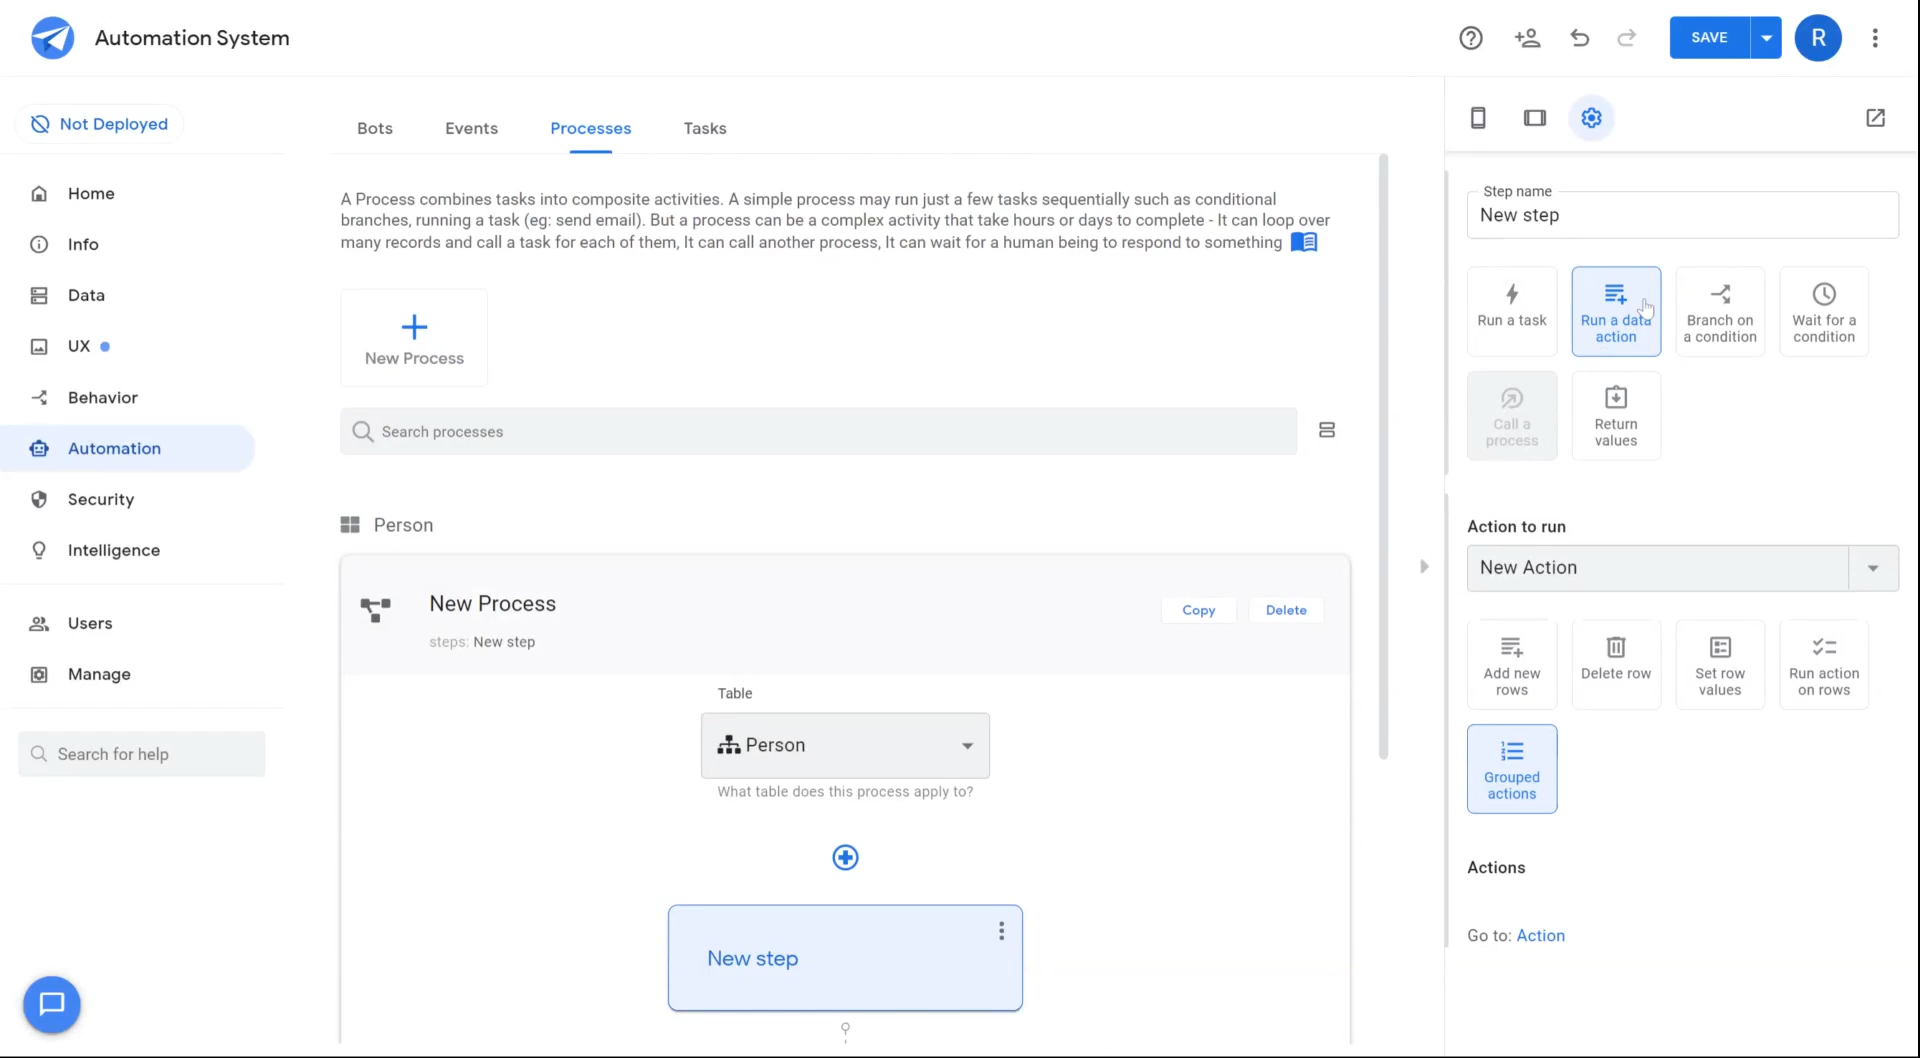 Automation System
SAVE
R
Not Deployed
Home
Info
Data
UX
Behavior
Automation
Security
Intelligence
Users
Manage
Search for help
Bots
Events
Processes
Tasks
A Process combines tasks into composite activities. A simple process may run just a few tasks sequentially such as conditional
branches, running a task (eg: send email). But a process can be a complex activity that take hours or days to complete - It can loop over
many records and call a task for each of them, It can call another process, It can wait for a human being to respond to something
New Process
Search processes
Person
New Process
steps: New step
Copy
Delete
Table
Person
What table does this process apply to?
New step
Step name
New step
Run a task
Run a data
action
Branch on
a condition
Wait for a
condition
Call a
process
Return
values
Action to run
New Action
Add new
rows
Delete row
Set row
values
Run action
on rows
Grouped
actions
Actions
Go to: Action